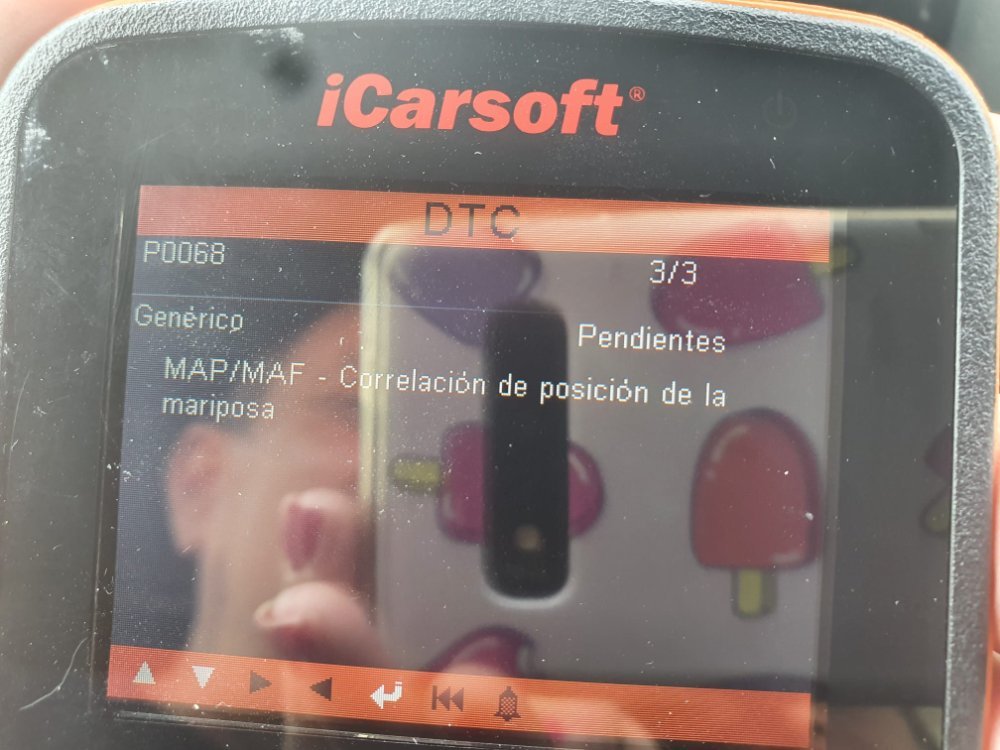 iCarsoft®
DTC
P0068
3/3
Genérico
Pendientes
MAP/MAF - Correlación de posición de la
mariposa